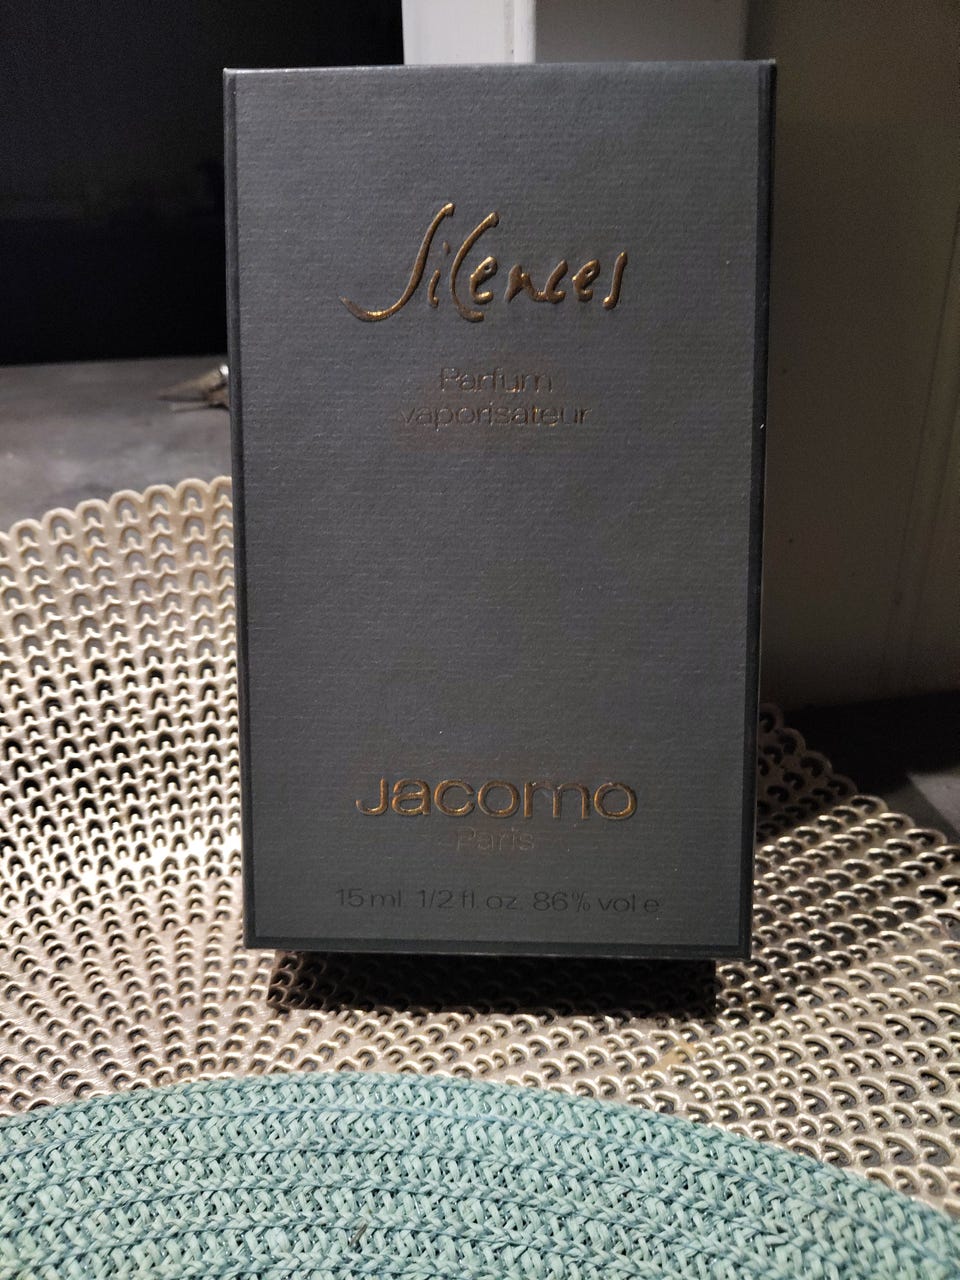 Silences
Parfum
vaporisateur
Jacomo
Paris
15 ml. 1/2 fl. oz. 86% vol e